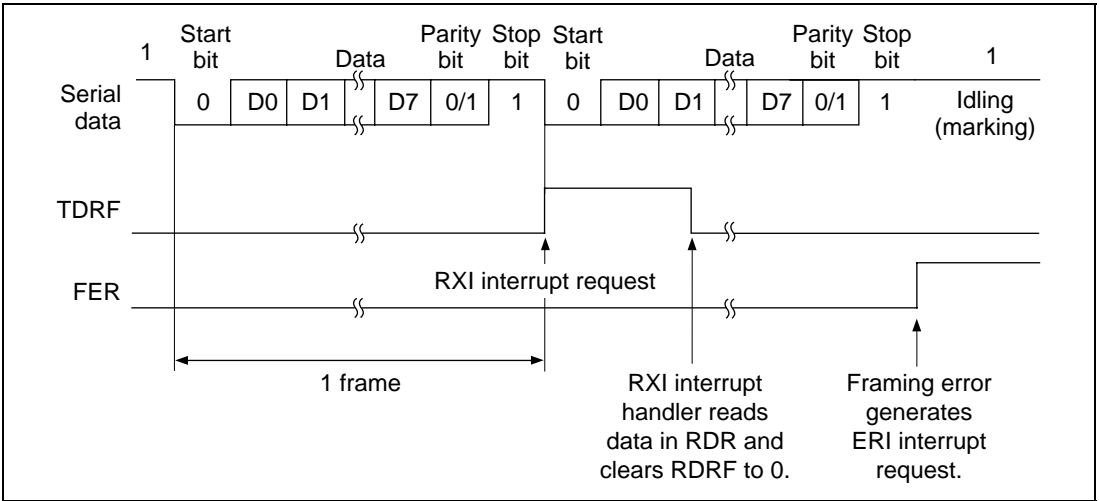 1 Start bit Data Parity bit Stop bit Start bit Data Parity bit Stop bit 1
Serial data 0 D0 D1 D7 0/1 1 0 D0 D1 D7 0/1 1 Idling (marking)
TDRF
RXI interrupt request
FER
1 frame
RXI interrupt
handler reads
data in RDR and
clears RDRF to 0.
Framing error
generates
ERI interrupt
request.